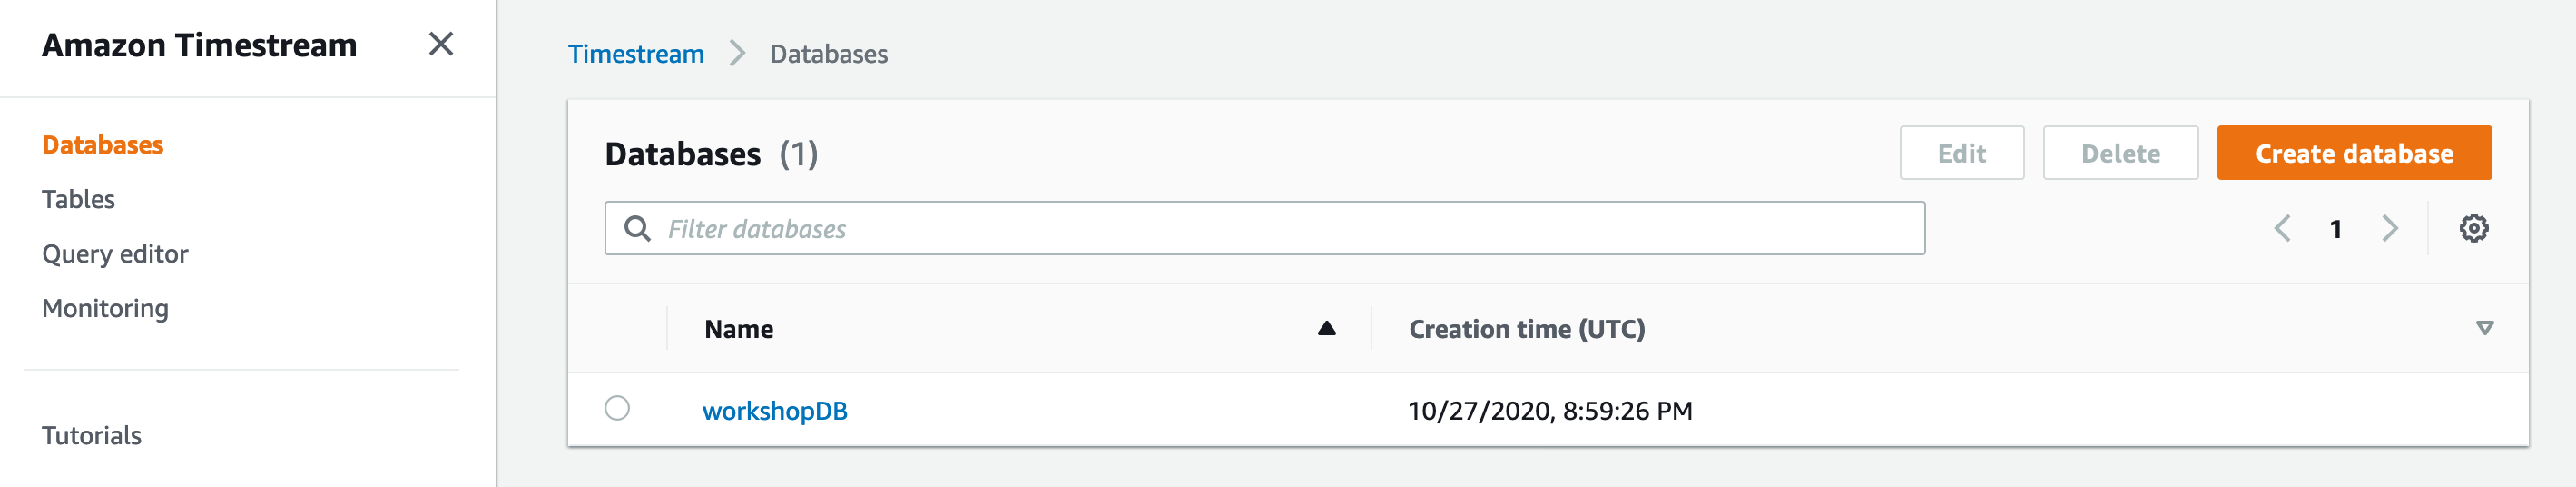 Amazon Timestream
Databases
Tables
Query editor
Monitoring
Tutorials
Timestream > Databases
Databases (1)
Edit
Delete
Create database
Filter databases
1
Name
Creation time (UTC)
workshopDB
10/27/2020, 8:59:26 PM